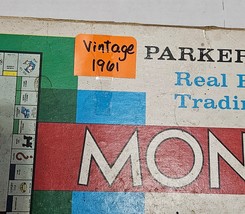 Vintage
1961
PARKER
Real
Tradin
MON